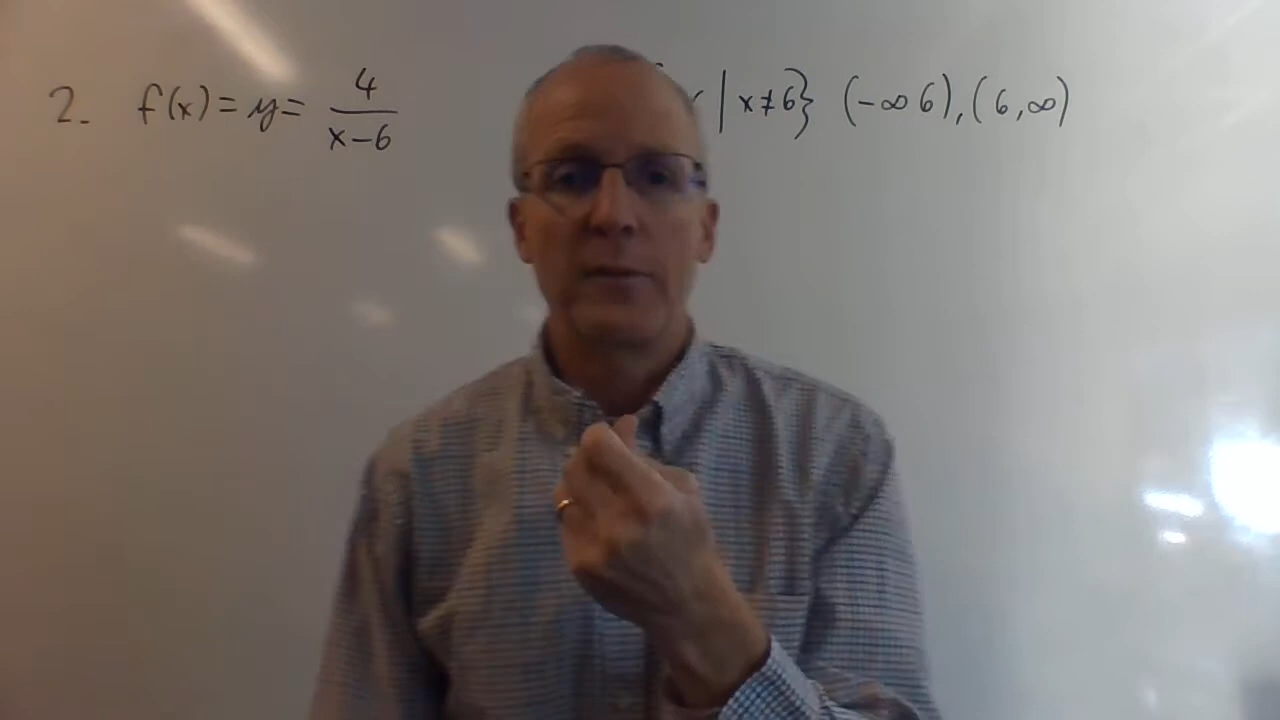 2. f(x) = y = 4/(x-6) | x≠6} (-∞ 6), (6, ∞)